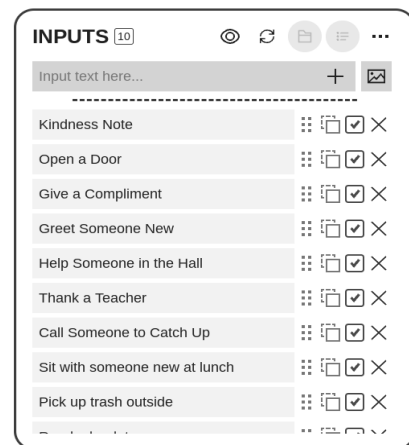 INPUTS 10
Input text here...
Kindness Note
Open a Door
Give a Compliment
Greet Someone New
Help Someone in the Hall
Thank a Teacher
Call Someone to Catch Up
Sit with someone new at lunch
Pick up trash outside